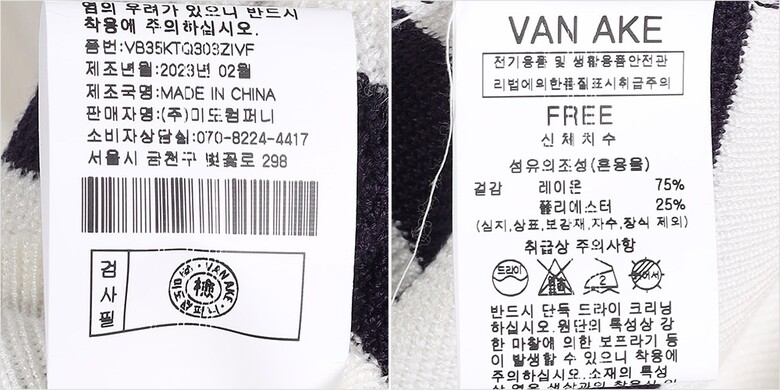 염의 우려가 있으니 반드시
착용에 주의하십시오.
품번:VB35KTQ303ZIVF
제조년월:2023년 02월
제조국명:MADE IN CHINA
판매자명:(주)미도컴퍼니
소비자상담실:070-8224-4417
서울시 금천구 벚꽃로 298
검사필
VAN AKE
미도컴퍼니
檢
VAN AKE
전기용품 및 생활용품안전관
리법에의한품질표시취급주의
FREE
신체치수
섬유의조성(혼용율)
겉감 레이온 75%
폴리에스터 25%
(심지,상표,보강재,자수,장식 제외)
취급상 주의사항
드라이
2
반드시 단독 드라이 크리닝
하십시오.원단의 특성상 강
한 마찰에 의한 보프라기 등
이 발생할 수 있으니 착용에
주의하십시오.소재의 특성